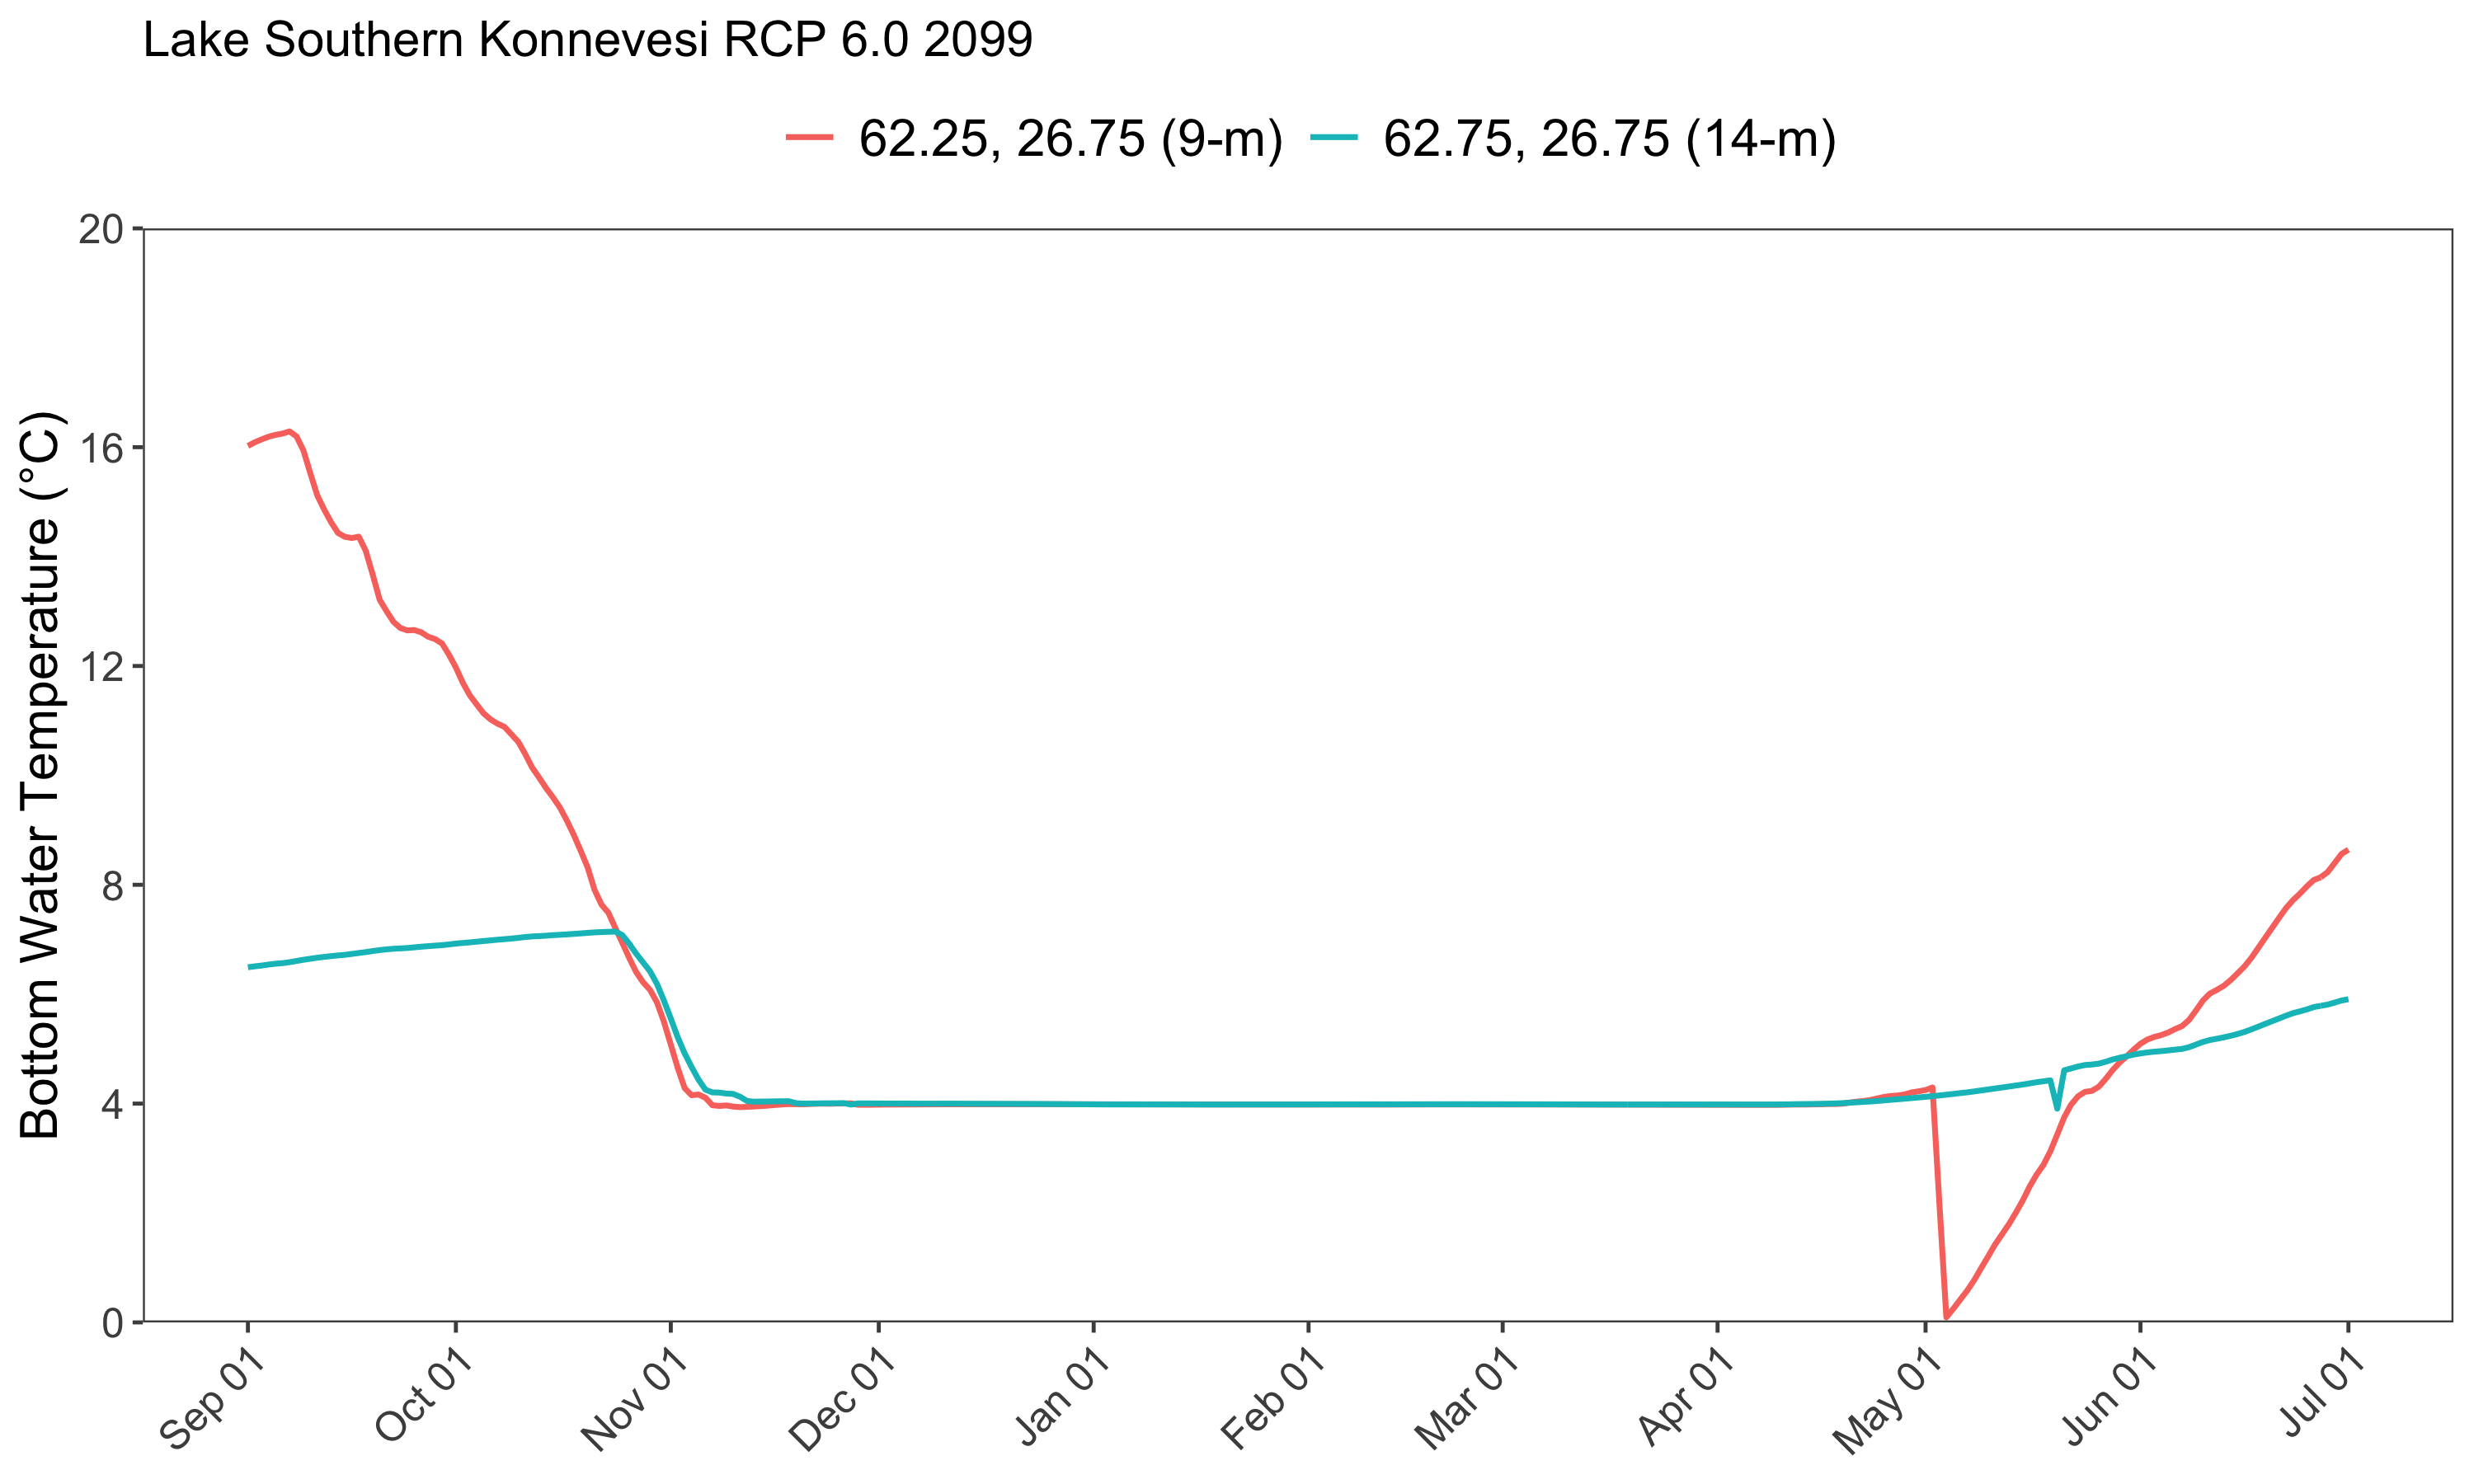 Lake Southern Konnevesi RCP 6.0 2099
62.25, 26.75 (9-m) 62.75, 26.75 (14-m)
Bottom Water Temperature (°C)
20
16
12
8
4
0
Sep 01 Oct 01 Nov 01 Dec 01 Jan 01 Feb 01 Mar 01 Apr 01 May 01 Jun 01 Jul 01